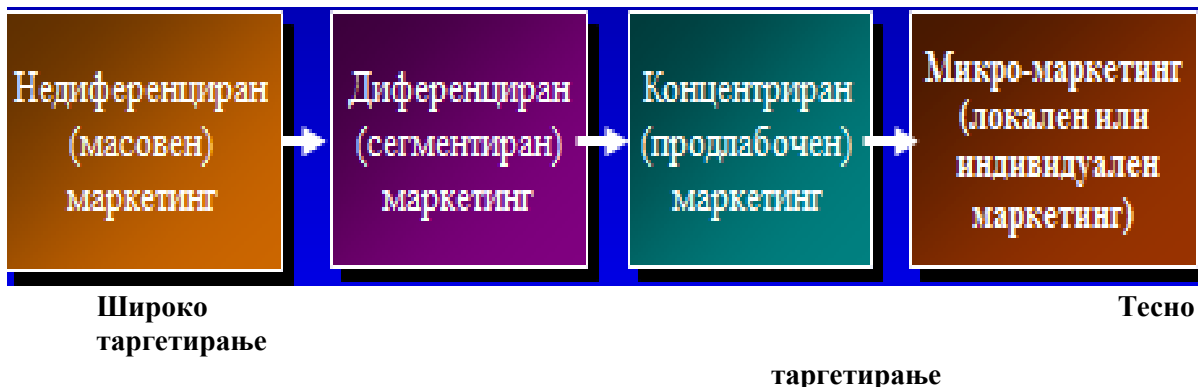 Недиференциран
(масовен)
маркетинг
Диференциран
(сегментиран)
маркетинг
Концентриран
(продлабочен)
маркетинг
Микро-маркетинг
(локален или
индивидуален
маркетинг)
Широко
таргетирање
Тесно
таргетирање